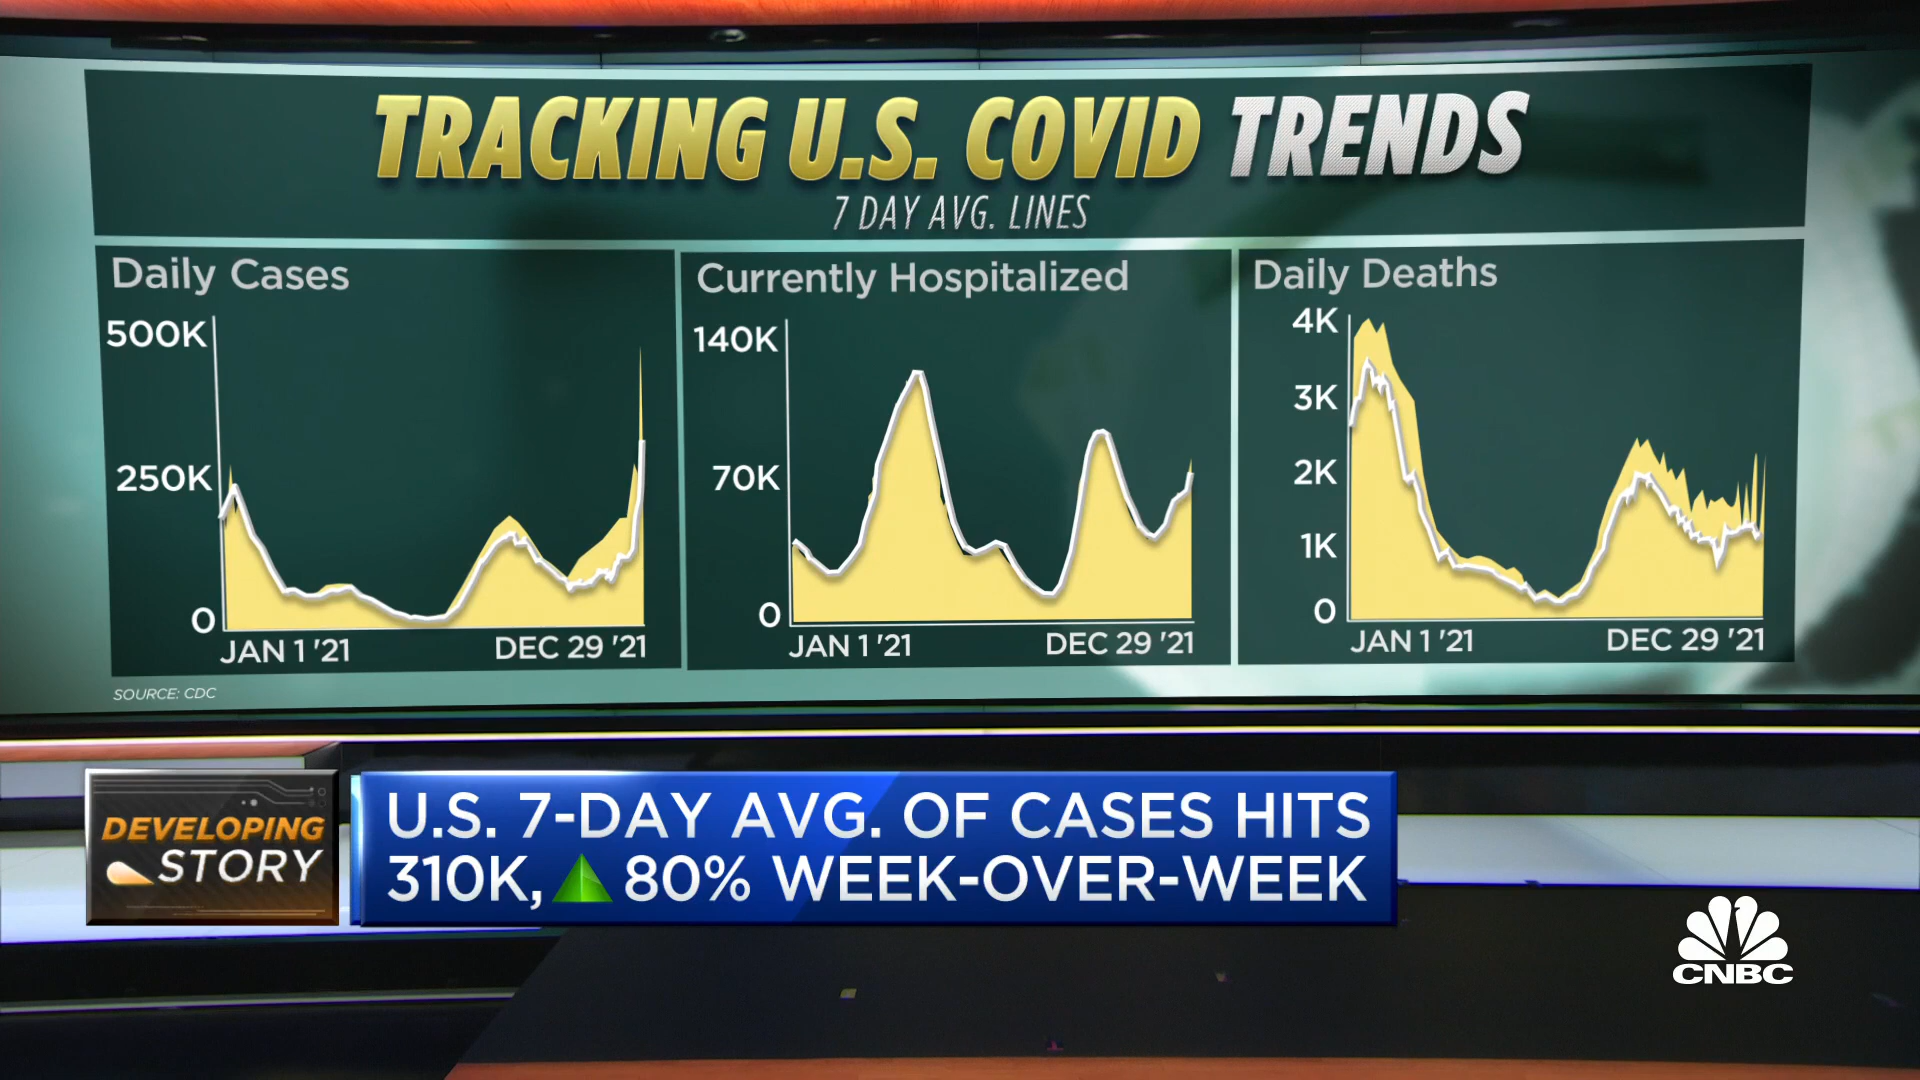 TRACKING U.S. COVID TRENDS
7 DAY AVG. LINES
Daily Cases
500K
250K
0
JAN 1 '21
DEC 29 '21
Currently Hospitalized
140K
70K
0
JAN 1 '21
DEC 29 '21
Daily Deaths
4K
3K
2K
1K
0
JAN 1 '21
DEC 29 '21
SOURCE: CDC
DEVELOPING
STORY
U.S. 7-DAY AVG. OF CASES HITS
310K, 80% WEEK-OVER-WEEK
CNBC